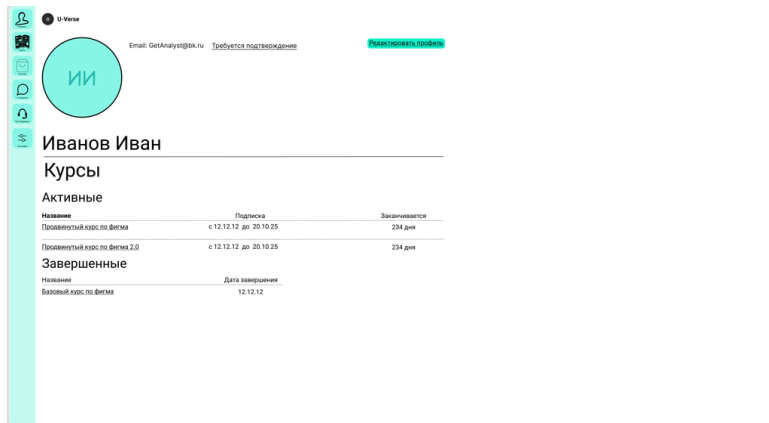 U-Verse
Email: GetAnalyst@bk.ru Требуется подтверждение Редактировать профиль
ИИ
Иванов Иван
Курсы
Активные
Название Подписка Заканчивается
Продвинутый курс по фигма с 12.12.12 до 20.10.25 234 дня
Продвинутый курс по фигма 2.0 с 12.12.12 до 20.10.25 234 дня
Завершенные
Название Дата завершения
Базовый курс по фигма 12.12.12